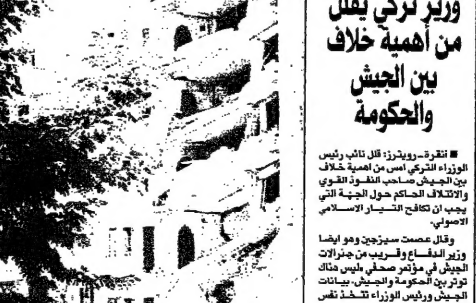 وزير تركي يقلل
من أهمية خلاف
بين الجيش
والحكومة
■ أنقرة-رويترز: قلل نائب رئيس
الوزراء التركي امس من اهمية خلاف
بين الجيش صاحب النفوذ القوي
والائتلاف الحاكم حول الجهة التي
يجب ان تكافح التيار الاسلامي
الاصولي.
وقال عصمت سيزجين وهو ايضا
وزير الدفاع وقريب من جنرالات
الجيش في مؤتمر صحفي «ليس هناك
توتر بين الحكومة والجيش. بيانات
الجيش ورئيس الوزراء تتخذ نفس